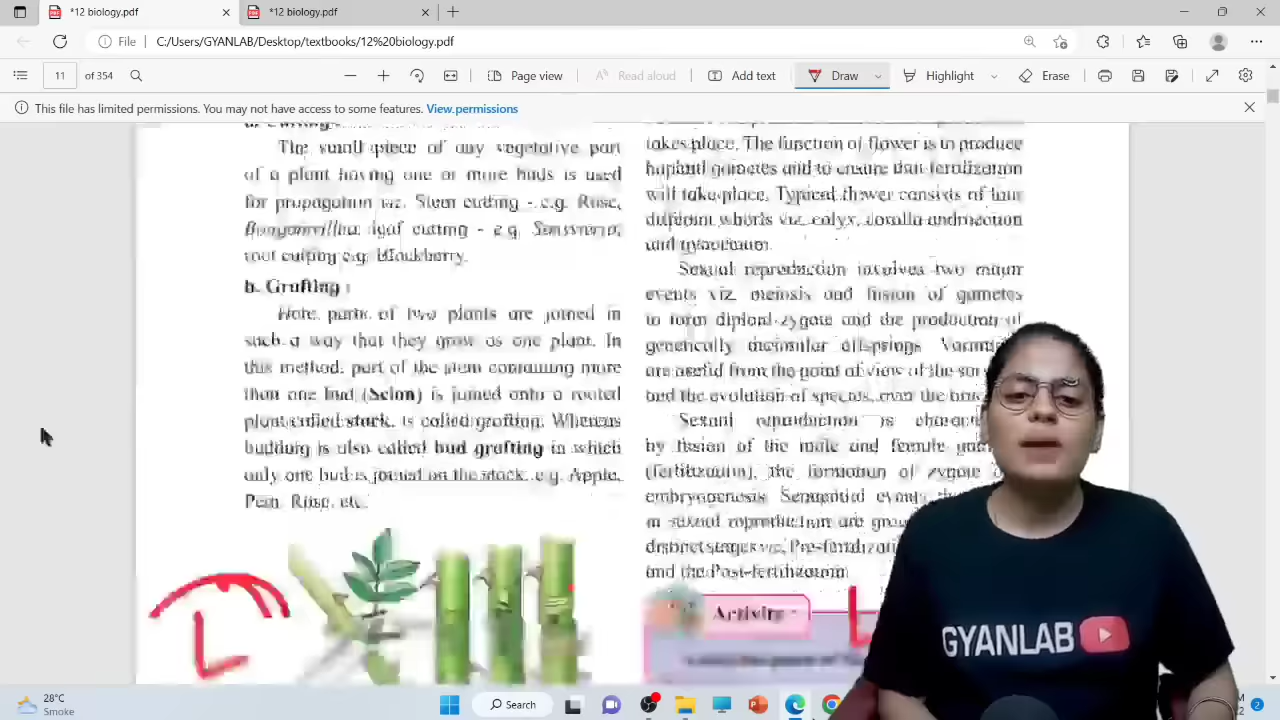 *12 biology.pdf
*12 biology.pdf
File
C:/Users/GYANLAB/Desktop/textbooks/12%20biology.pdf
11
of 354
Page view
Read aloud
Add text
Draw
Highlight
Erase
This file has limited permissions. You may not have access to some features. View permissions
The small piece of any vegetative part
of a plant having one or more buds is used
for propagation viz. Stem cutting - e.g. Rose,
leaf cutting - e.g.
root e.g. Blackberry.
b. Grafting :
Here parts of two plants are joined in
such a way that they grow as one plant. In
this method, part of the stem containing more
than one bud is joined onto a rooted
plant called stock, is called grafting. Whereas
budding is also called bud grafting in which
only one bud is joined on the stock. e.g. Apple,
Pear, Rose, etc.
takes place. The function of flower is to produce
haploid gametes and to ensure that fertilization
will take place. Typical flower consists of four
different whorls viz. calyx, corolla androecium
and gynoecium.
Sexual reproduction involves two major
events viz. meiosis and fusion of gametes
to form diploid zygote and the production of
genetically dissimilar offsprings.
are useful from the point of view of the
and the evolution of species, over the
Sexual reproduction is
by fusion of the male and female
(fertilization), the formation of zygote
embryogenesis. Sequential events
in sexual reproduction are
distinct stages viz.
and the Post-fertilization
Activity :
GYANLAB
28°C
Smoke
Search
2